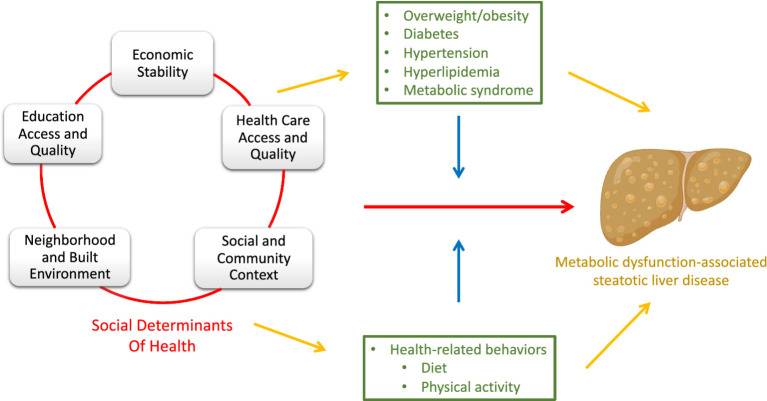 Economic
Stability
Education
Access and
Quality
Health Care
Access and
Quality
Neighborhood
and Built
Environment
Social and
Community
Context
Social Determinants
Of Health
• Overweight/obesity
• Diabetes
• Hypertension
• Hyperlipidemia
• Metabolic syndrome
• Health-related behaviors
• Diet
• Physical activity
Metabolic dysfunction-associated
steatotic liver disease